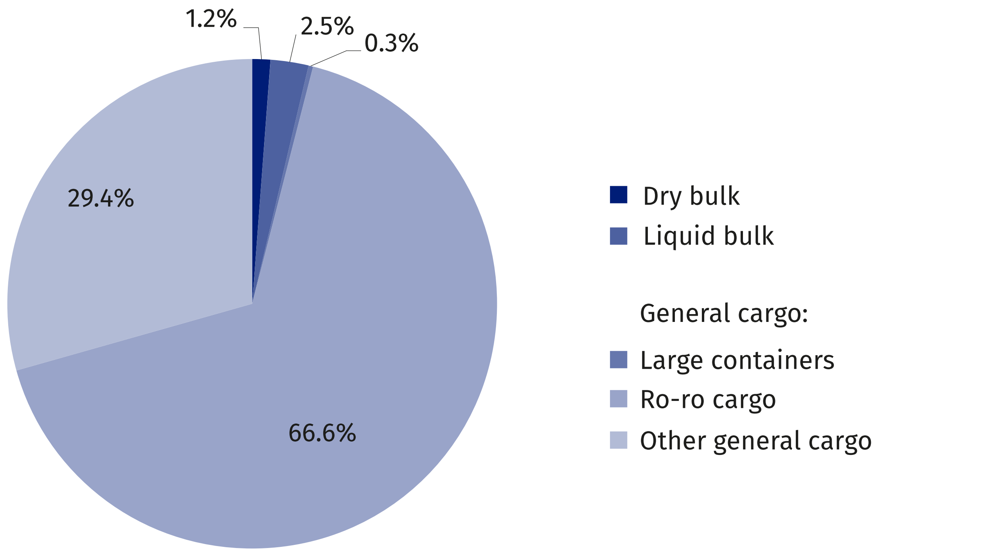 1.2%
2.5%
0.3%
29.4%
66.6%
Dry bulk
Liquid bulk
General cargo:
Large containers
Ro-ro cargo
Other general cargo